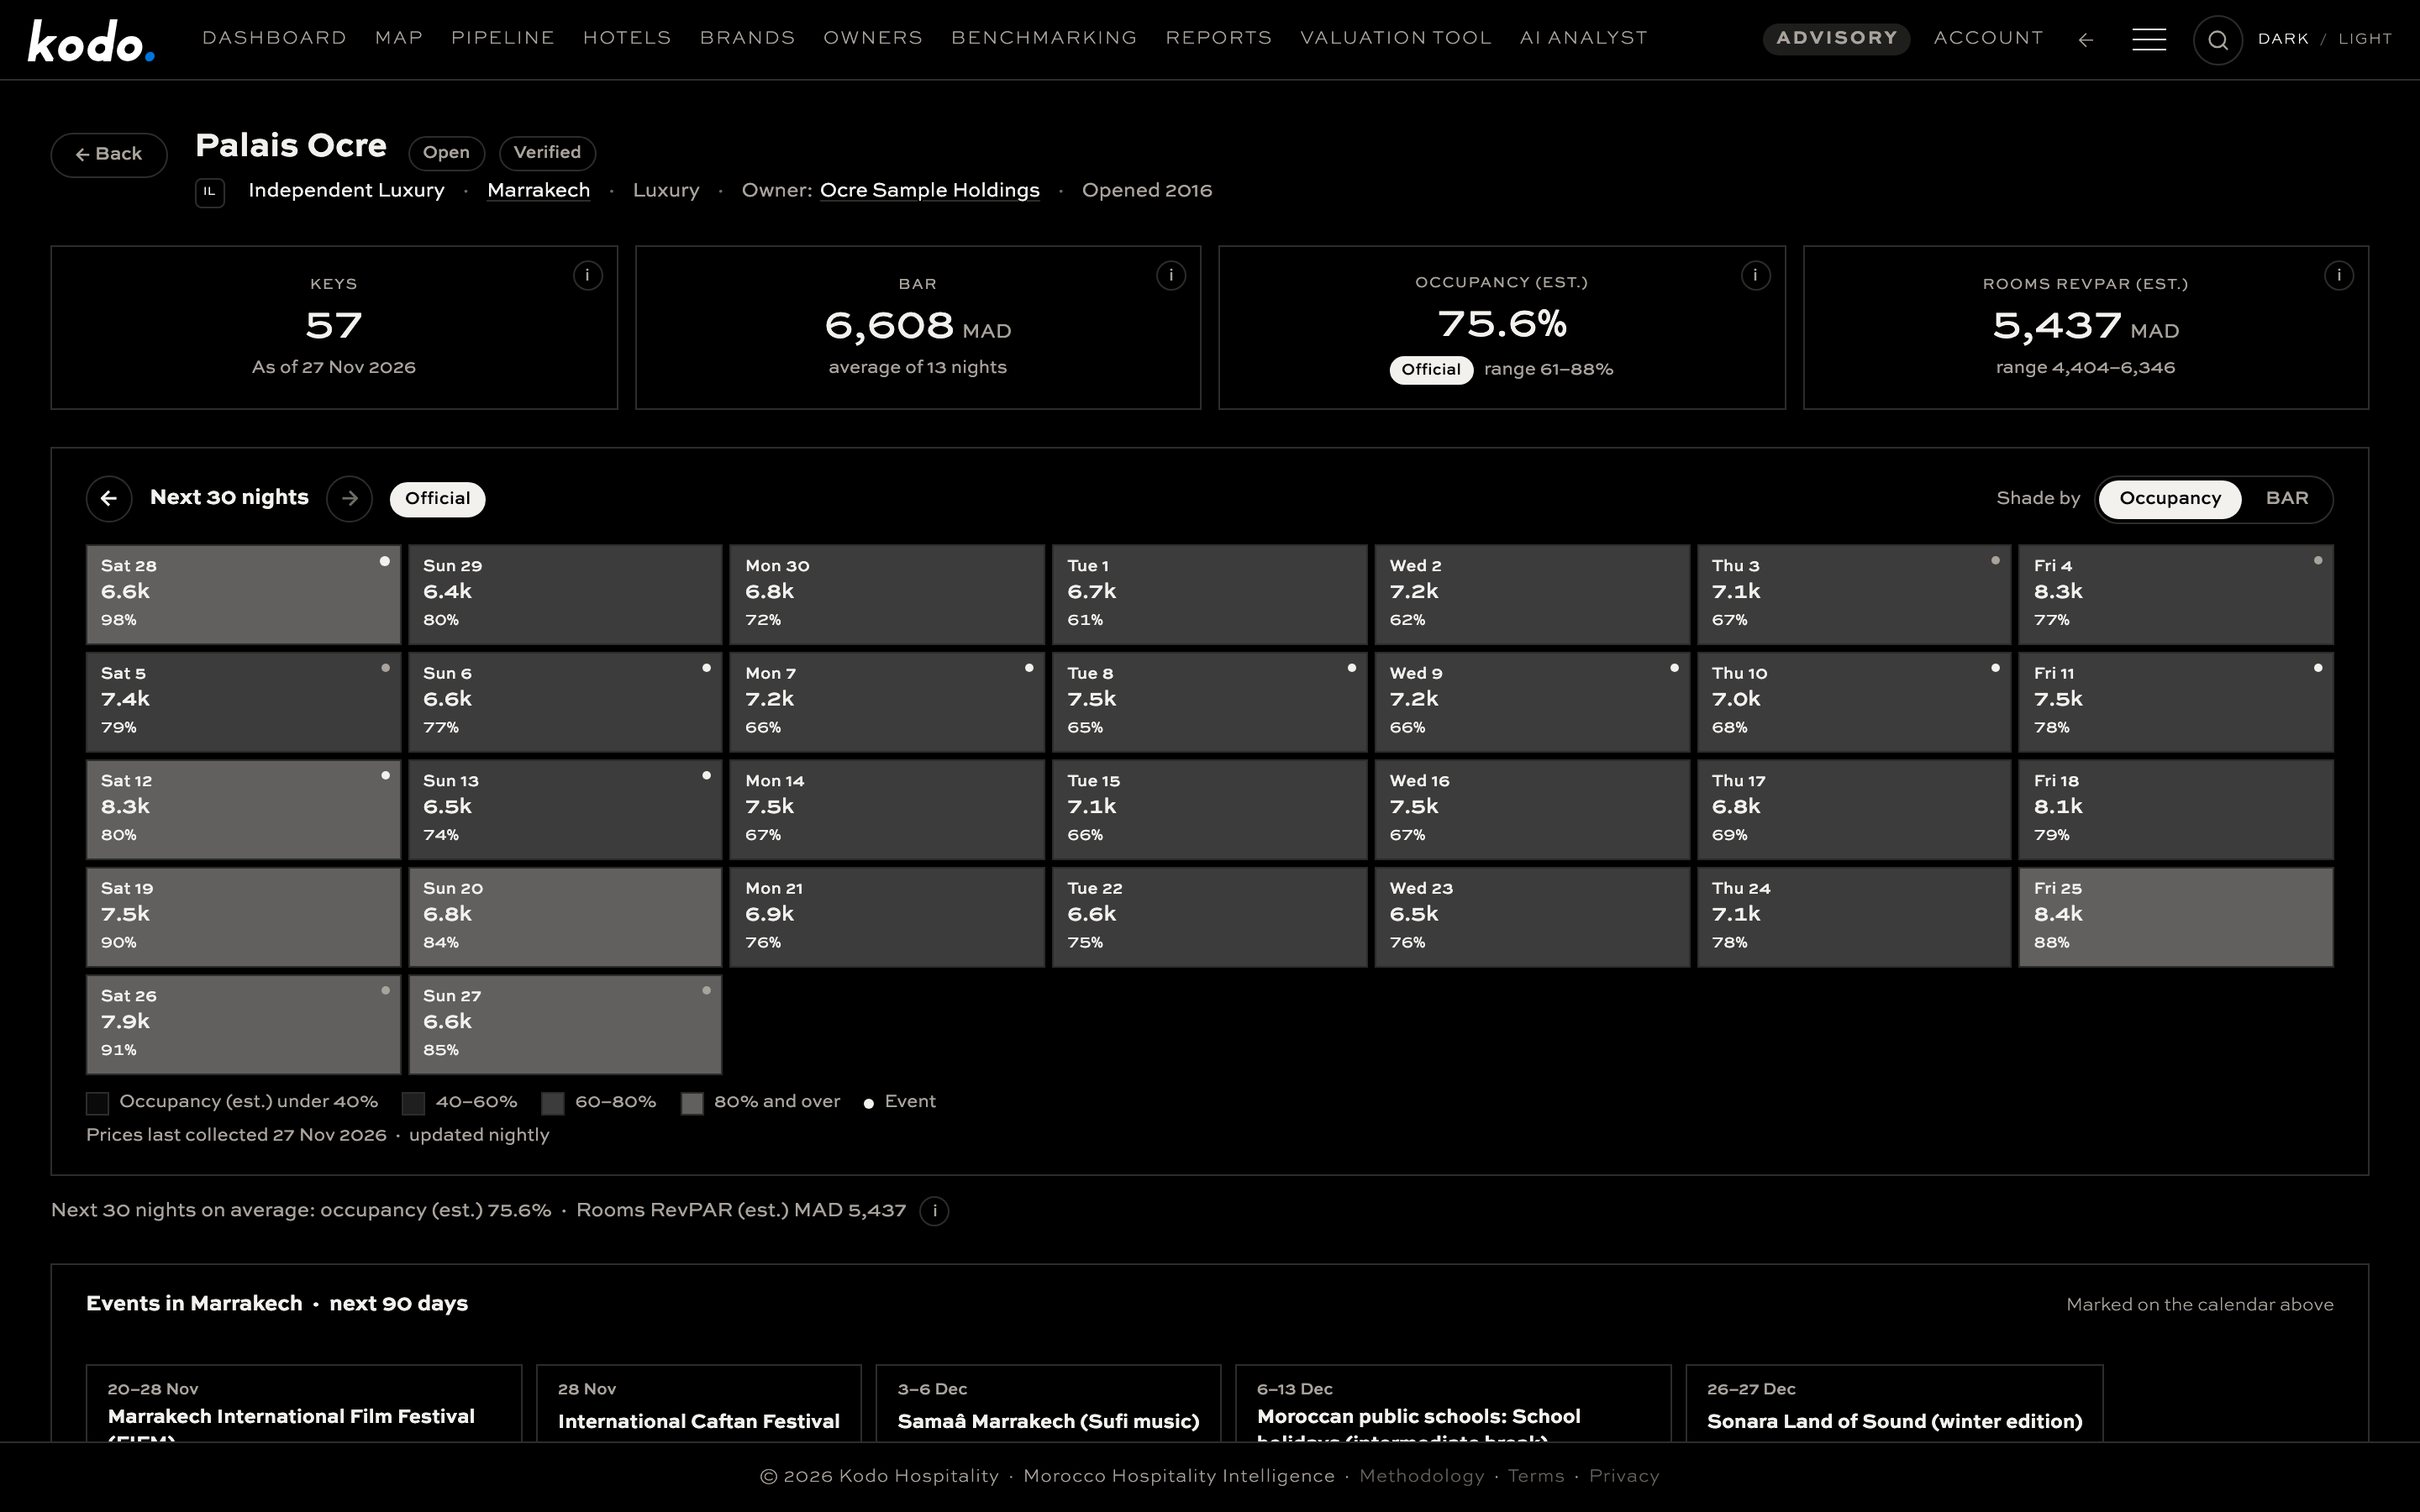 kodo. DASHBOARD MAP PIPELINE HOTELS BRANDS OWNERS BENCHMARKING REPORTS VALUATION TOOL AI ANALYST ADVISORY ACCOUNT ← DARK / LIGHT
← Back Palais Ocre Open Verified
IL Independent Luxury · Marrakech · Luxury · Owner: Ocre Sample Holdings · Opened 2016
KEYS i
57
As of 27 Nov 2026
BAR i
6,608 MAD
average of 13 nights
OCCUPANCY (EST.) i
75.6%
Official range 61–88%
ROOMS REVPAR (EST.) i
5,437 MAD
range 4,404–6,346
← Next 30 nights → Official Shade by Occupancy BAR
Sat 28 Sun 29 Mon 30 Tue 1 Wed 2 Thu 3 Fri 4
6.6k 6.4k 6.8k 6.7k 7.2k 7.1k 8.3k
98% 80% 72% 61% 62% 67% 77%
Sat 5 Sun 6 Mon 7 Tue 8 Wed 9 Thu 10 Fri 11
7.4k 6.6k 7.2k 7.5k 7.2k 7.0k 7.5k
79% 77% 66% 65% 66% 68% 78%
Sat 12 Sun 13 Mon 14 Tue 15 Wed 16 Thu 17 Fri 18
8.3k 6.5k 7.5k 7.1k 7.5k 6.8k 8.1k
80% 74% 67% 66% 67% 69% 79%
Sat 19 Sun 20 Mon 21 Tue 22 Wed 23 Thu 24 Fri 25
7.5k 6.8k 6.9k 6.6k 6.5k 7.1k 8.4k
90% 84% 76% 75% 76% 78% 88%
Sat 26 Sun 27
7.9k 6.6k
91% 85%
Occupancy (est.) under 40% 40–60% 60–80% 80% and over Event
Prices last collected 27 Nov 2026 · updated nightly
Next 30 nights on average: occupancy (est.) 75.6% · Rooms RevPAR (est.) MAD 5,437 i
Events in Marrakech · next 90 days Marked on the calendar above
20–28 Nov
Marrakech International Film Festival
(FIFM)
28 Nov
International Caftan Festival
3–6 Dec
Samaâ Marrakech (Sufi music)
6–13 Dec
Moroccan public schools: School
holidays (intermediate break)
26–27 Dec
Sonara Land of Sound (winter edition)
© 2026 Kodo Hospitality · Morocco Hospitality Intelligence · Methodology · Terms · Privacy